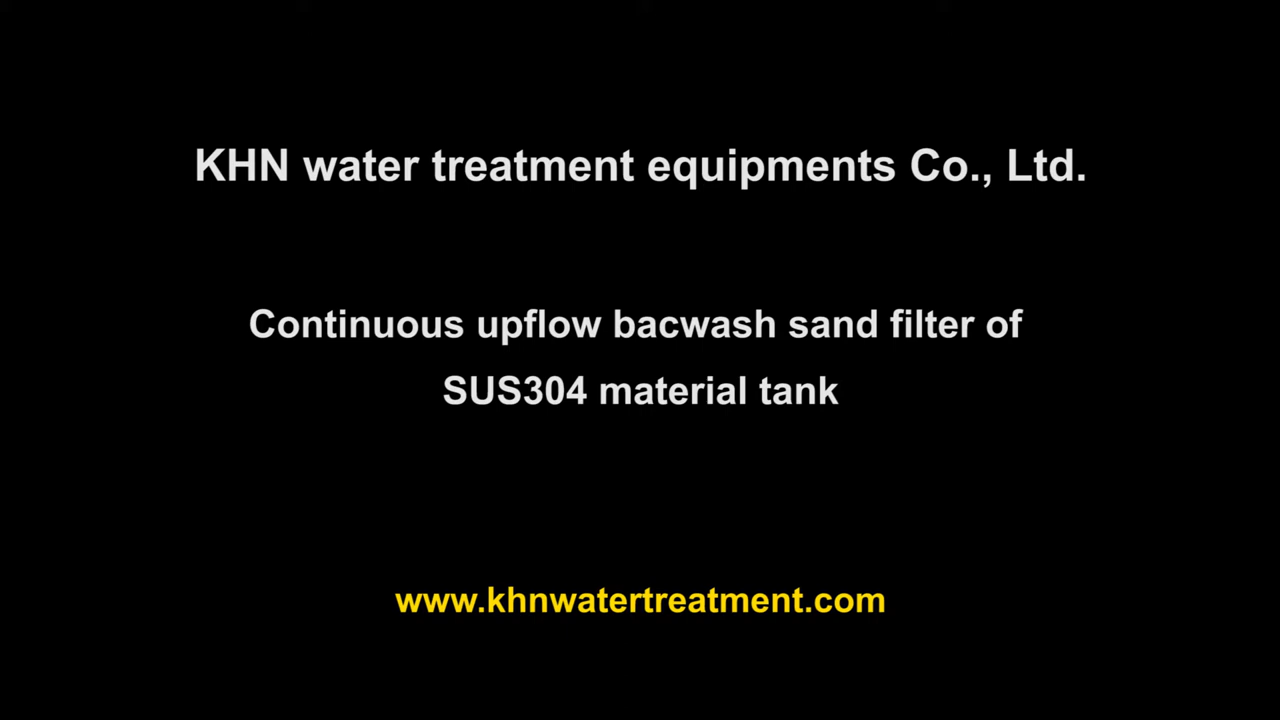 KHN water treatment equipments Co., Ltd.
Continuous upflow bacwash sand filter of
SUS304 material tank
www.khnwatertreatment.com